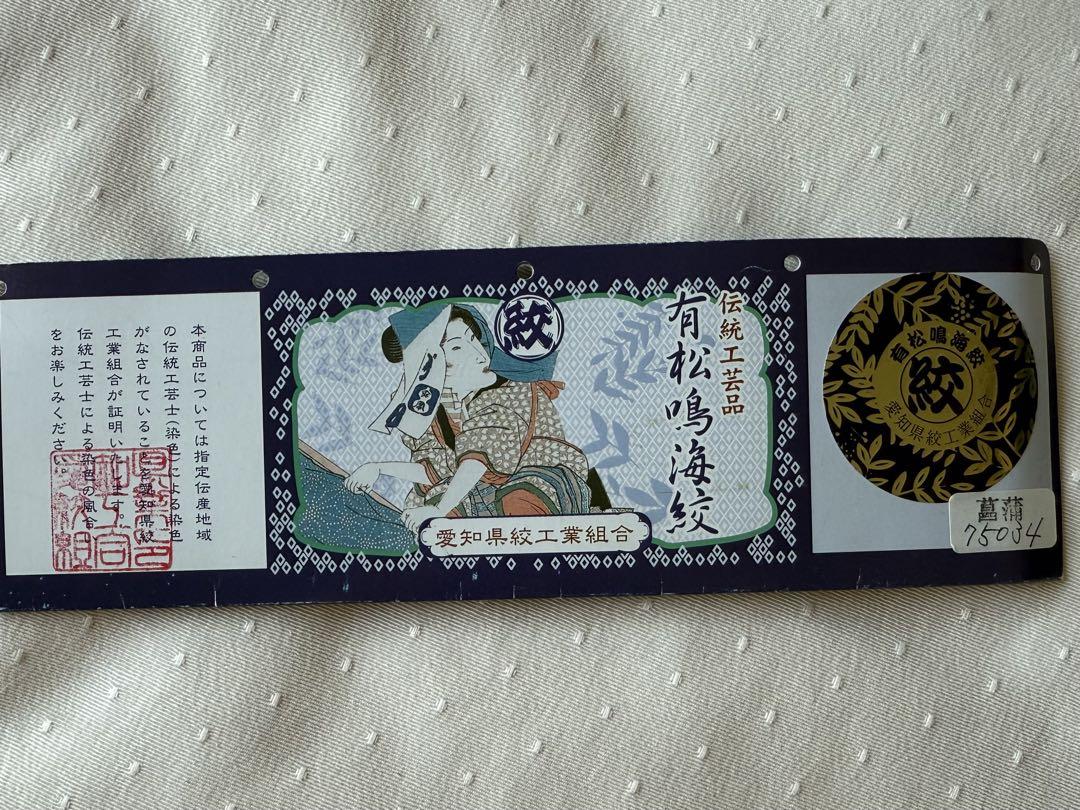 本商品については指定伝産地域
の伝統工芸士(染色)による染色
がなされていることを愛知県絞
工業組合が証明いたします。
伝統工芸士による染色の風合い
をお楽しみください。
絞
伝統工芸品
有松鳴海絞
愛知県絞工業組合
有松鳴海絞
絞
愛知県絞工業組合
菖蒲
75034